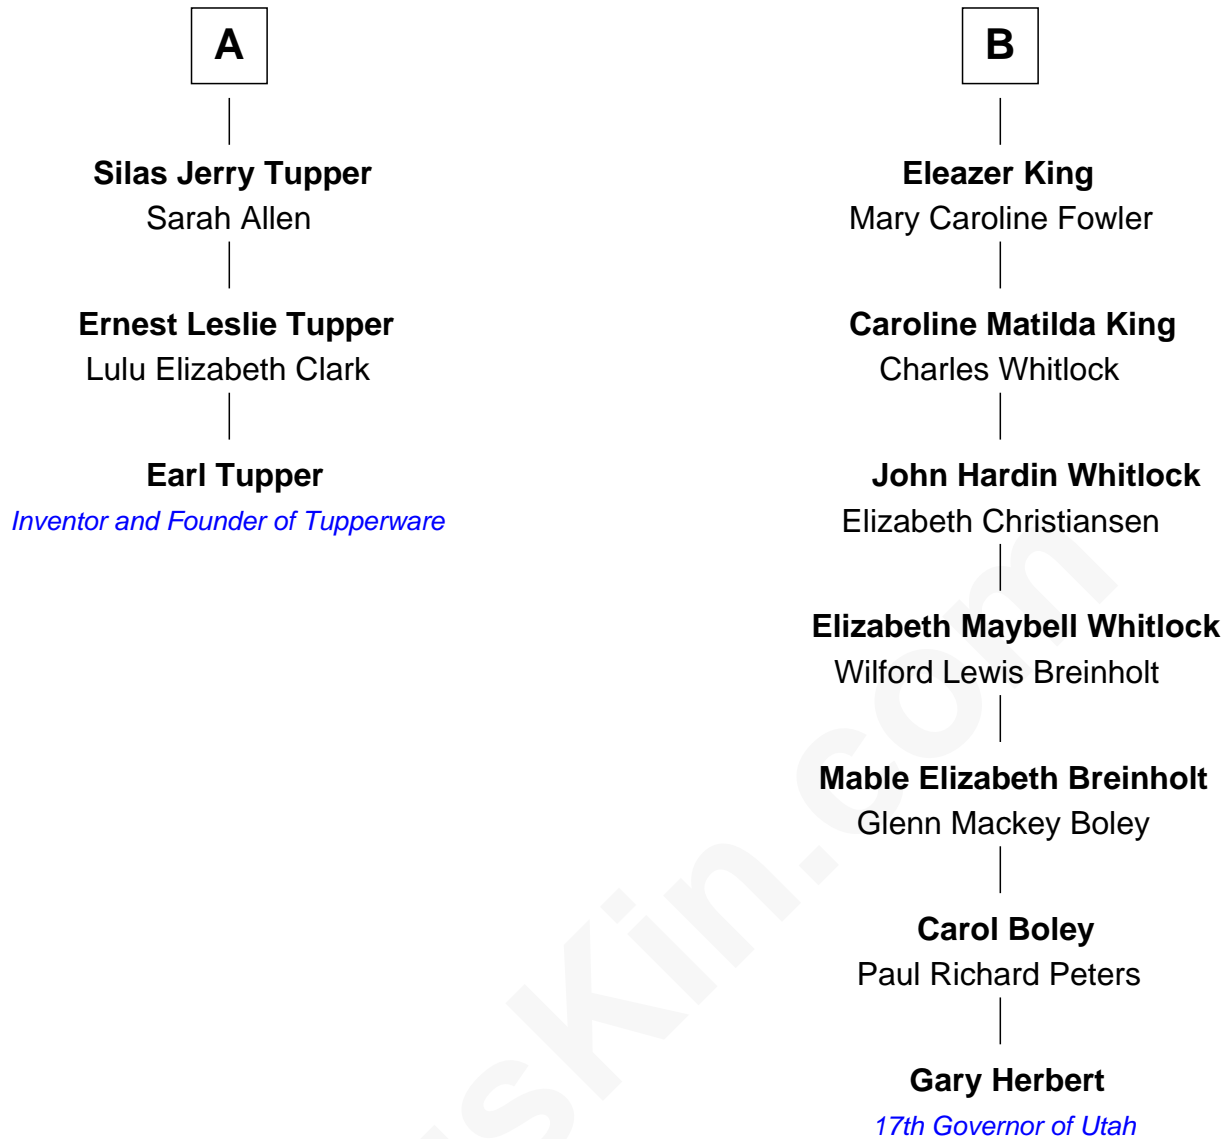 A
Silas Jerry Tupper
Sarah Allen
Ernest Leslie Tupper
Lulu Elizabeth Clark
Earl Tupper
Inventor and Founder of Tupperware
B
Eleazer King
Mary Caroline Fowler
Caroline Matilda King
Charles Whitlock
John Hardin Whitlock
Elizabeth Christiansen
Elizabeth Maybell Whitlock
Wilford Lewis Breinholt
Mable Elizabeth Breinholt
Glenn Mackey Boley
Carol Boley
Paul Richard Peters
Gary Herbert
17th Governor of Utah
sKin.com